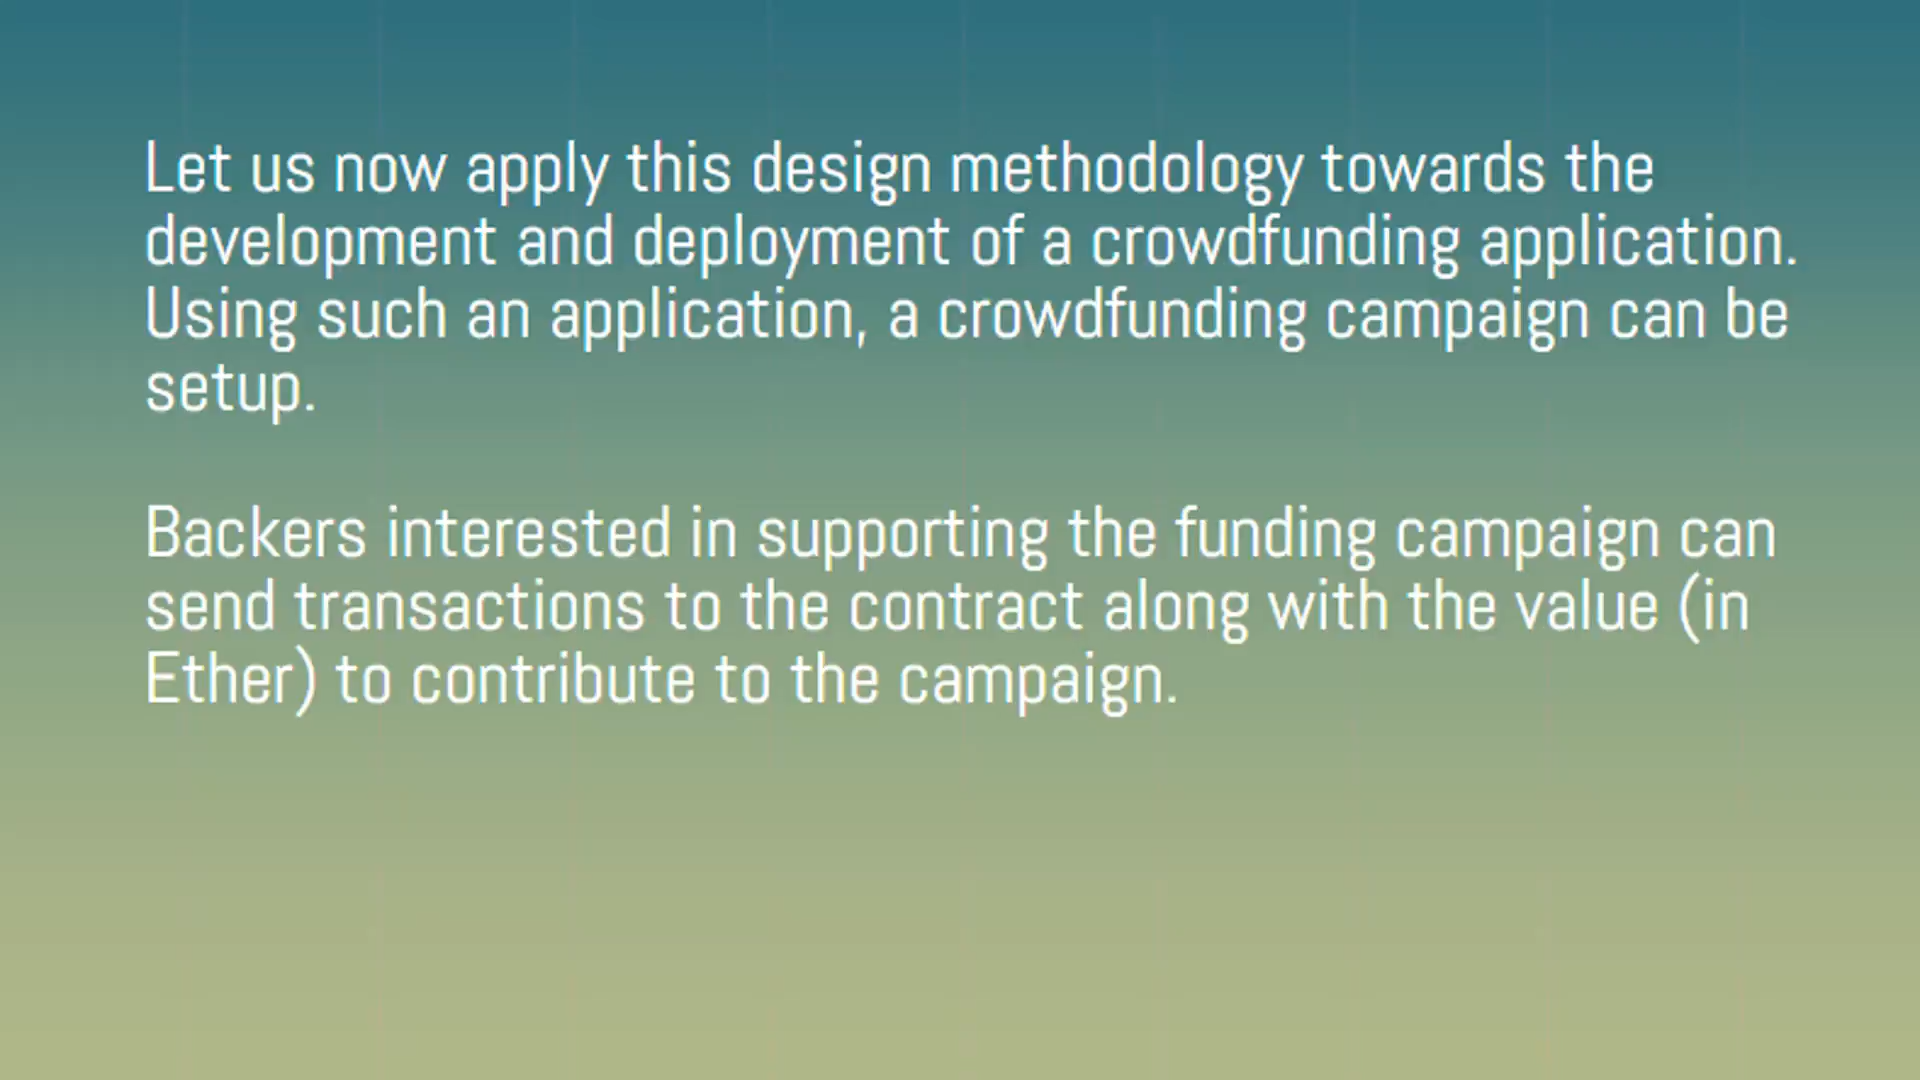 Let us now apply this design methodology towards the
development and deployment of a crowdfunding application.
Using such an application, a crowdfunding campaign can be
setup.
Backers interested in supporting the funding campaign can
send transactions to the contract along with the value (in
Ether) to contribute to the campaign.